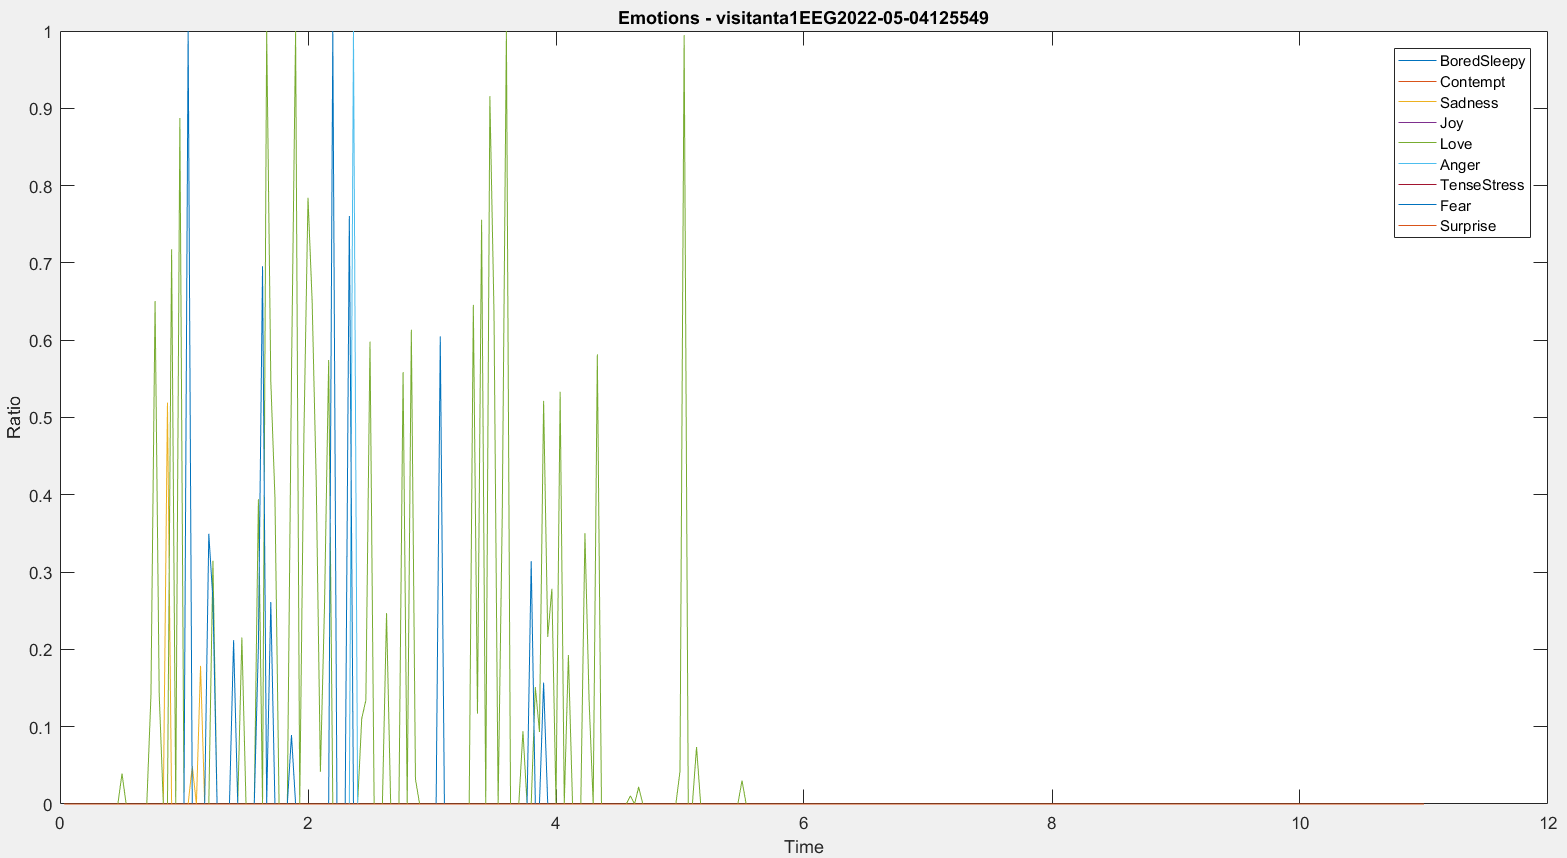 Emotions - visitanta1EEG2022-05-04125549
1
0.9
0.8
0.7
0.6
0.5
0.4
0.3
0.2
0.1
0
Ratio
0 2 4 6 8 10 12
Time
BoredSleepy
Contempt
Sadness
Joy
Love
Anger
TenseStress
Fear
Surprise